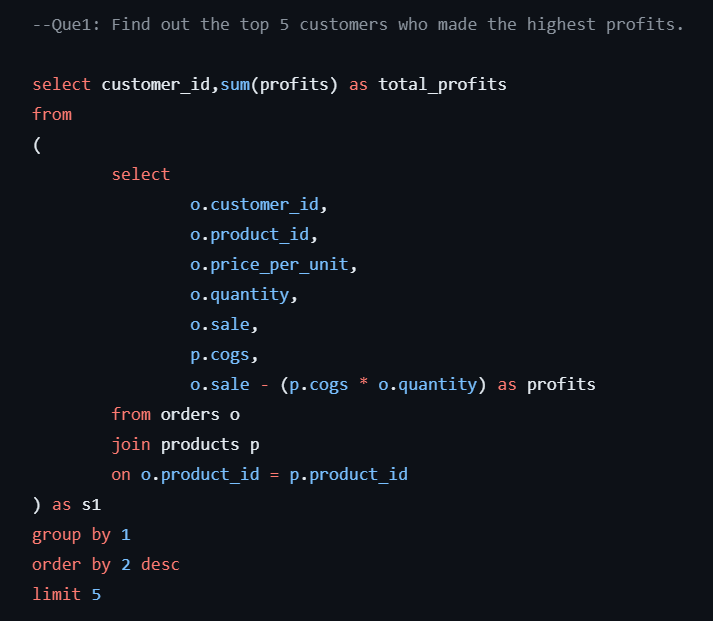 --Que1: Find out the top 5 customers who made the highest profits.
select customer_id,sum(profits) as total_profits
from
(
select
o.customer_id,
o.product_id,
o.price_per_unit,
o.quantity,
o.sale,
p.cogs,
o.sale - (p.cogs * o.quantity) as profits
from orders o
join products p
on o.product_id = p.product_id
) as s1
group by 1
order by 2 desc
limit 5